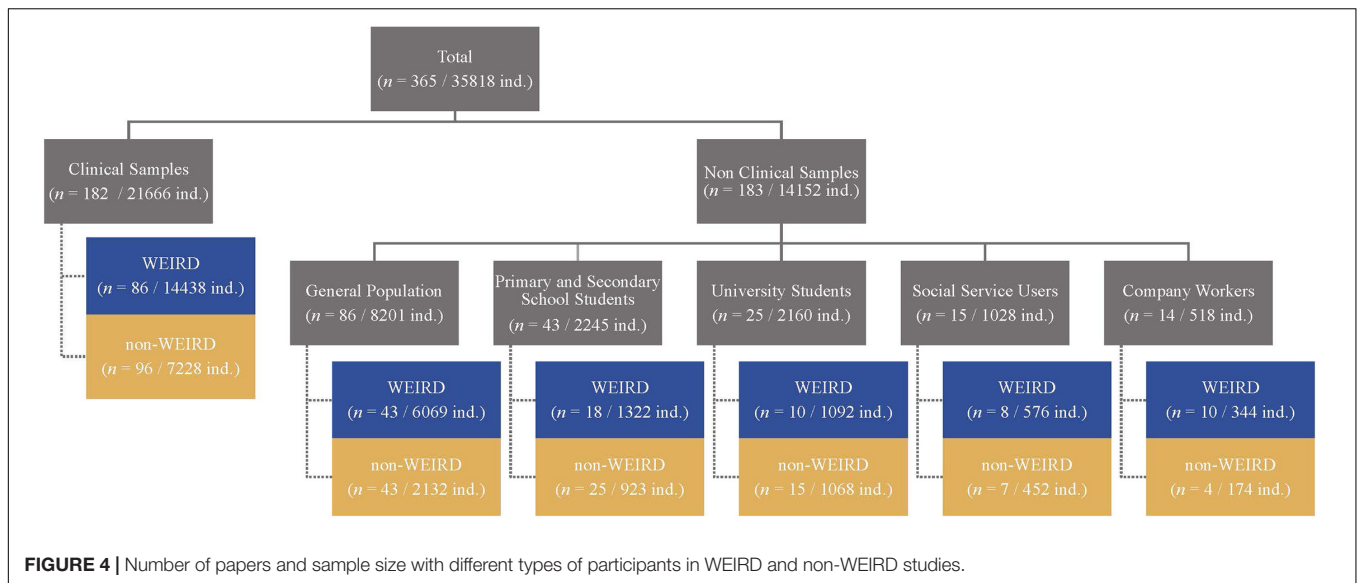 Total
(n = 365 / 35818 ind.)
Clinical Samples
(n = 182 / 21666 ind.)
Non Clinical Samples
(n = 183 / 14152 ind.)
WEIRD
(n = 86 / 14438 ind.)
non-WEIRD
(n = 96 / 7228 ind.)
General Population
(n = 86 / 8201 ind.)
Primary and Secondary
School Students
(n = 43 / 2245 ind.)
University Students
(n = 25 / 2160 ind.)
Social Service Users
(n = 15 / 1028 ind.)
Company Workers
(n = 14 / 518 ind.)
WEIRD
(n = 43 / 6069 ind.)
non-WEIRD
(n = 43 / 2132 ind.)
WEIRD
(n = 18 / 1322 ind.)
non-WEIRD
(n = 25 / 923 ind.)
WEIRD
(n = 10 / 1092 ind.)
non-WEIRD
(n = 15 / 1068 ind.)
WEIRD
(n = 8 / 576 ind.)
non-WEIRD
(n = 7 / 452 ind.)
WEIRD
(n = 10 / 344 ind.)
non-WEIRD
(n = 4 / 174 ind.)
FIGURE 4 | Number of papers and sample size with different types of participants in WEIRD and non-WEIRD studies.